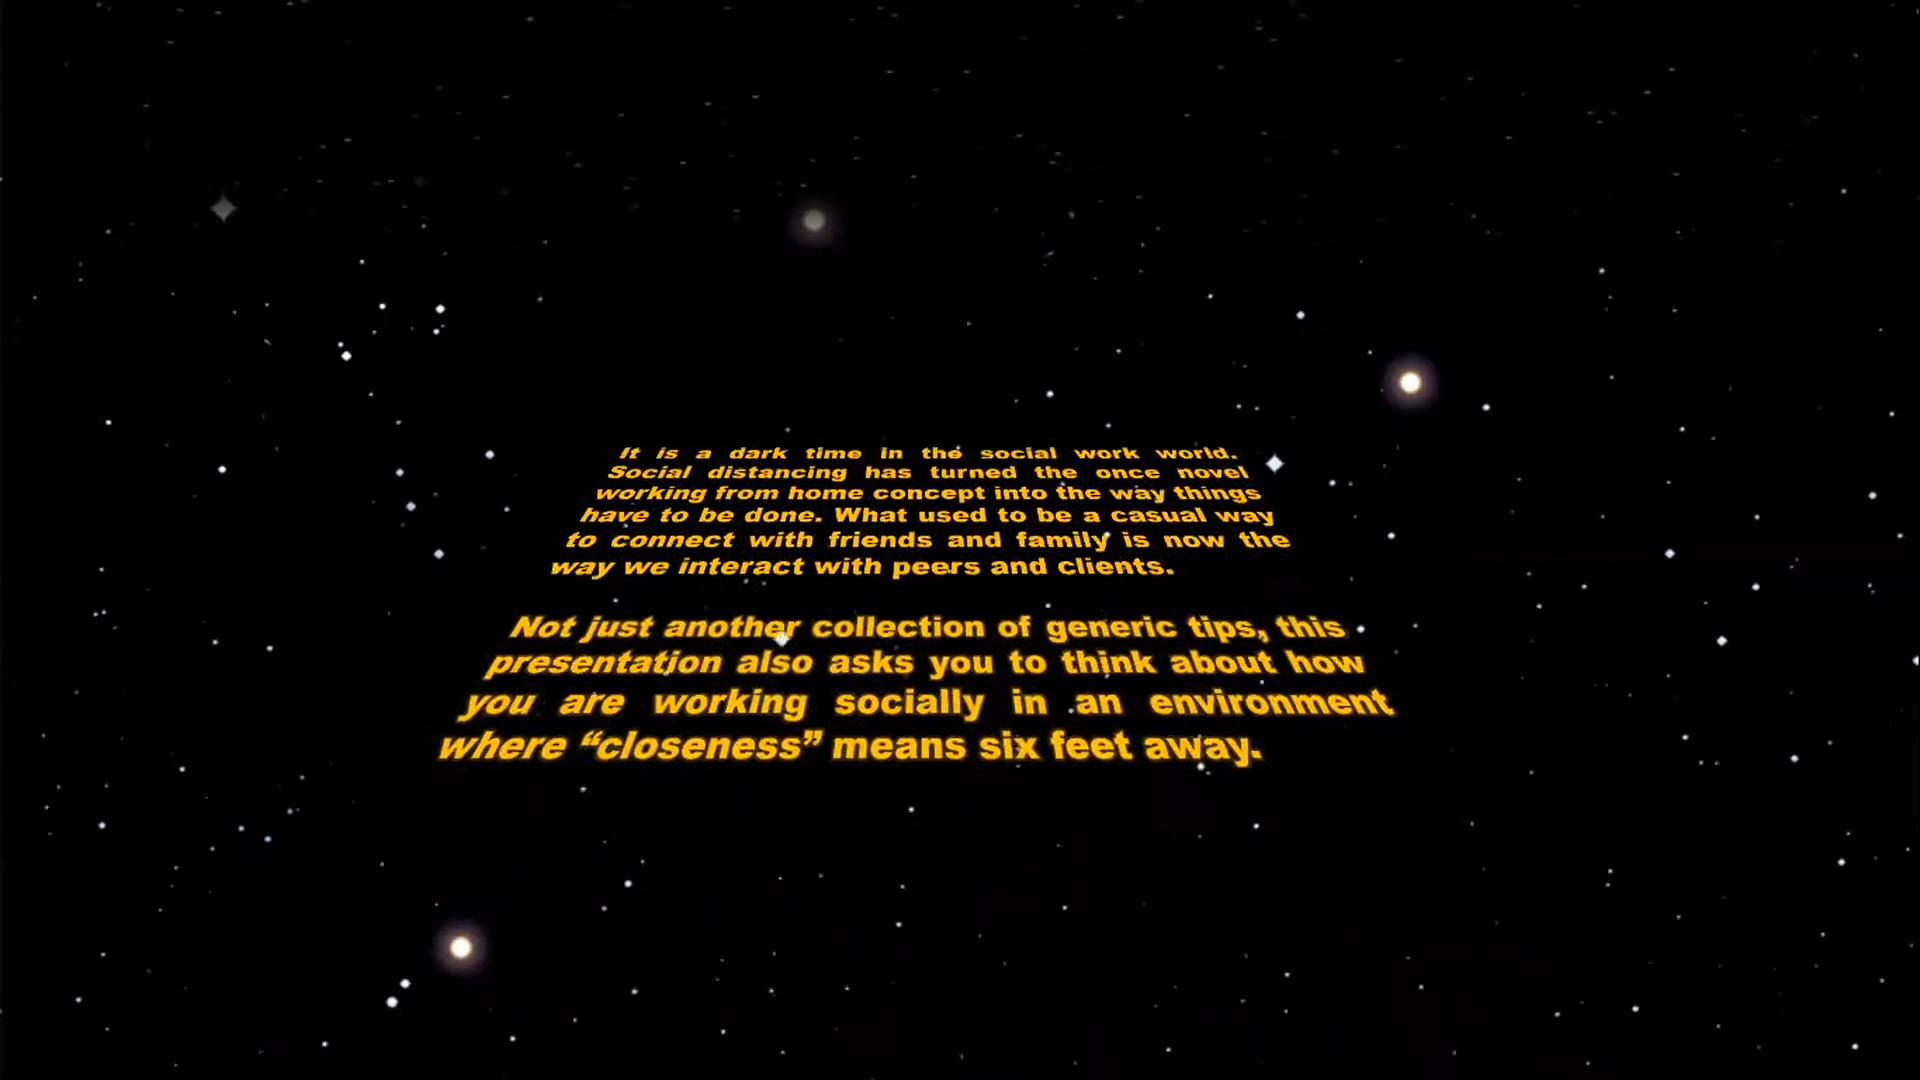 It is a dark time in the social work world.
Social distancing has turned the once novel
working from home concept into the way things
have to be done. What used to be a casual way
to connect with friends and family is now the
way we interact with peers and clients.
Not just another collection of generic tips, this
presentation also asks you to think about how
you are working socially in an environment
where “closeness” means six feet away.